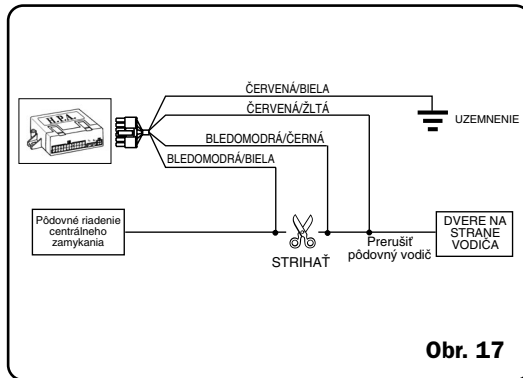 ČERVENÁ/BIELA
ČERVENÁ/ŽLTÁ
UZEMNENIE
H.P.A.
BLEDOMODRÁ/ČERNÁ
BLEDOMODRÁ/BIELA
Pôdovné riadenie
centrálneho
zamykania
STRIHAŤ
Prerušiť
pôdovný vodič
DVERE NA
STRANE
VODIČA
Obr. 17